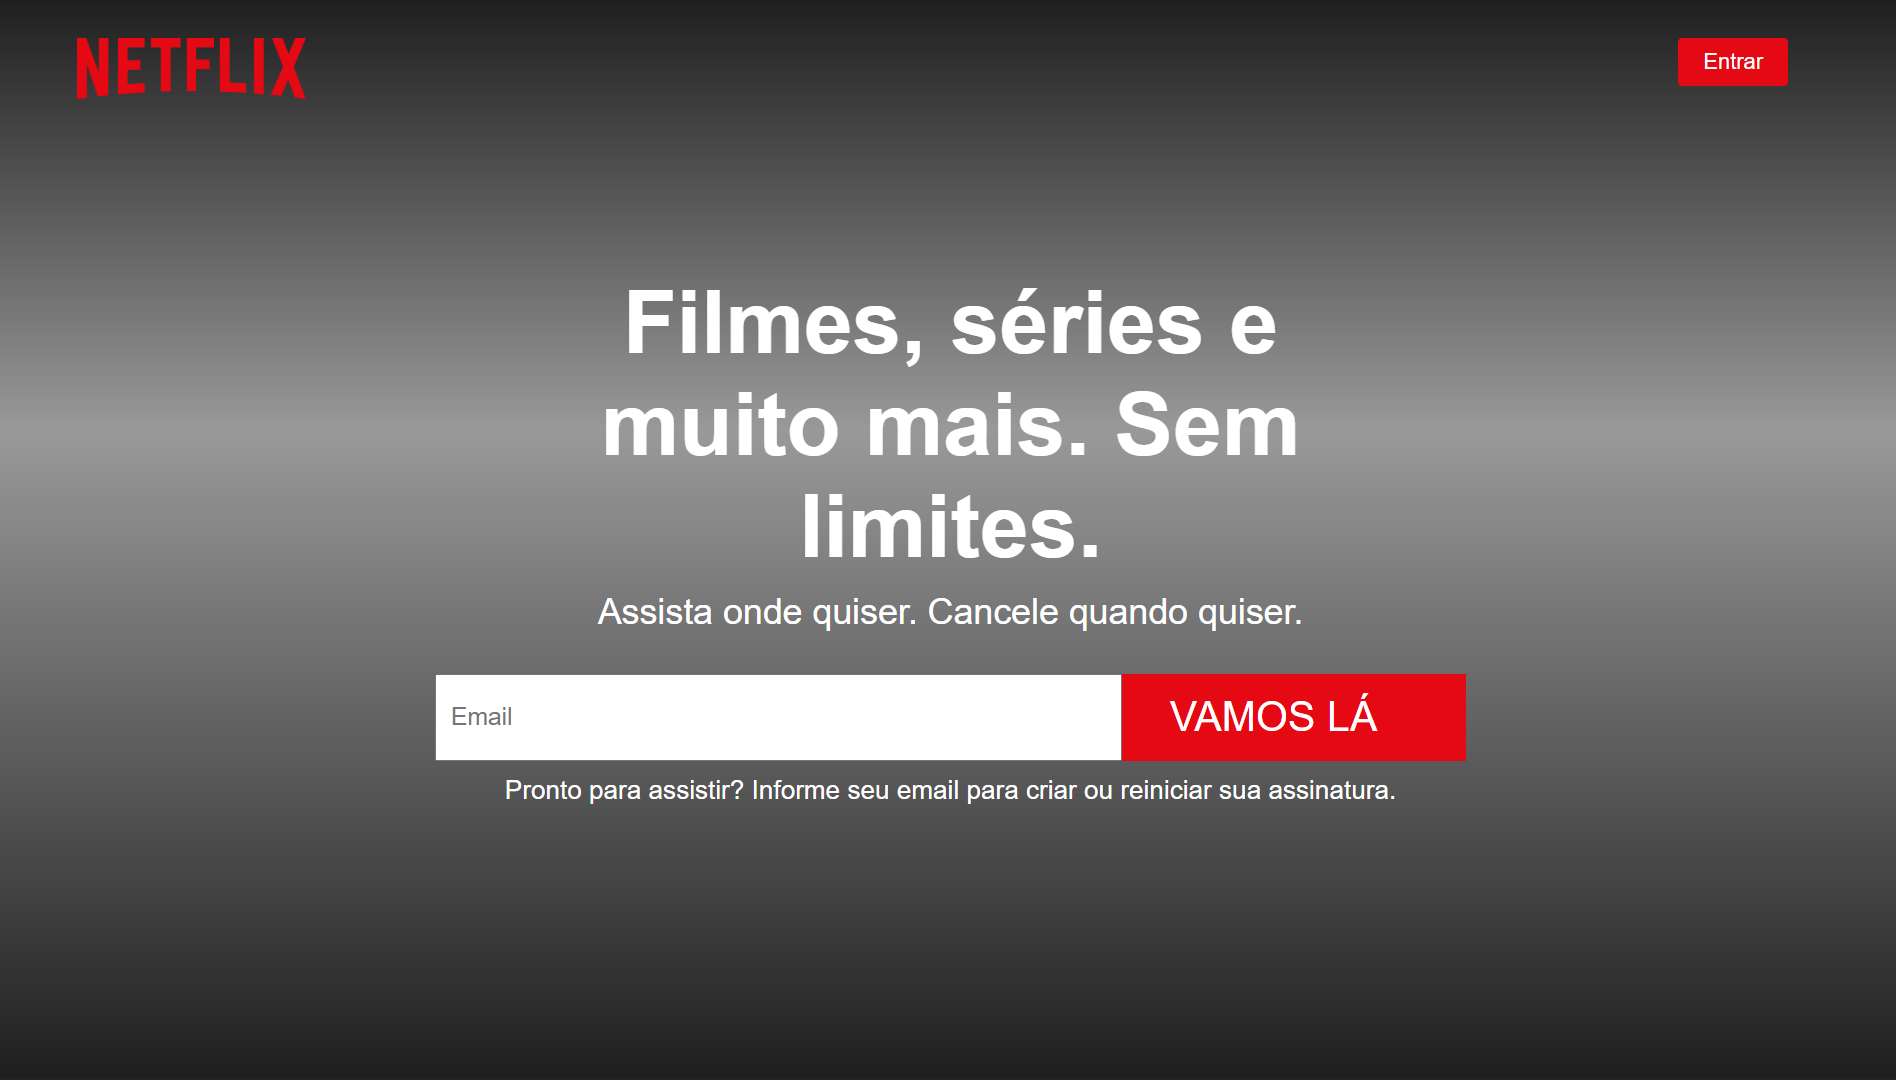 NETFLIX
Entrar
Filmes, séries e
muito mais. Sem
limites.
Assista onde quiser. Cancele quando quiser.
Email
VAMOS LÁ
Pronto para assistir? Informe seu email para criar ou reiniciar sua assinatura.